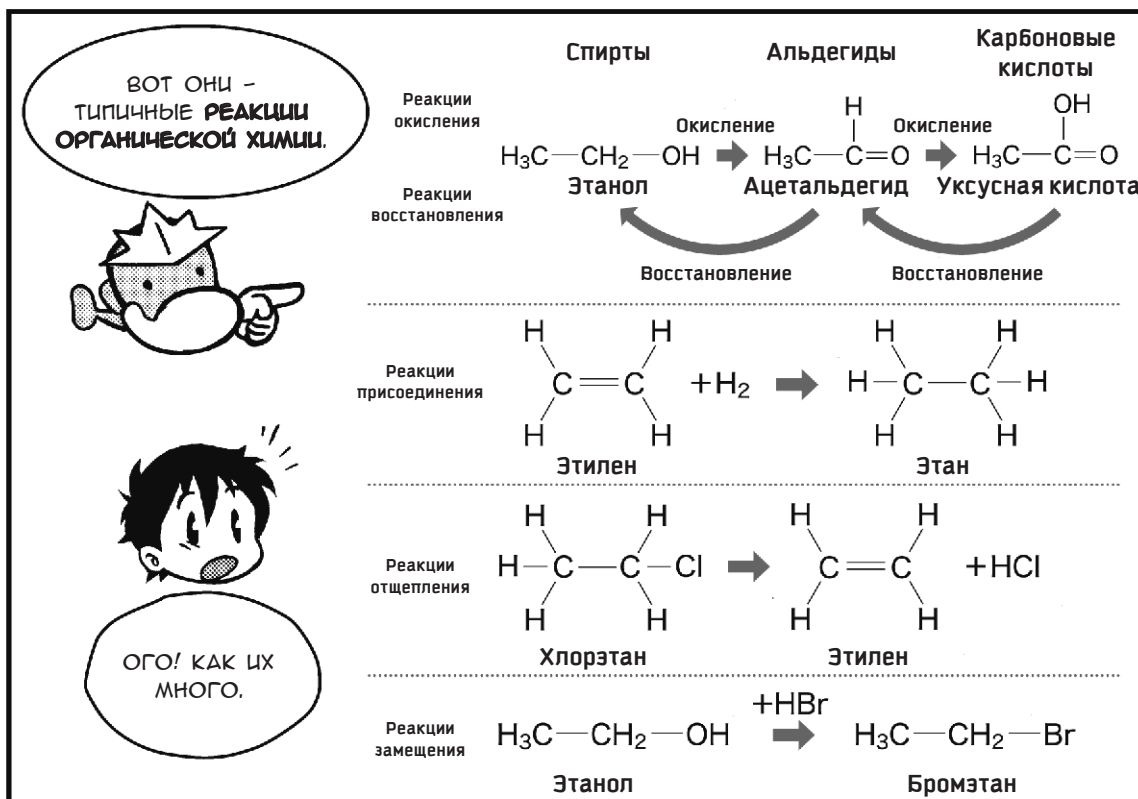 ВОТ ОНИ –
ТИПИЧНЫЕ РЕАКЦИИ
ОРГАНИЧЕСКОЙ ХИМИИ.
Спирты
Альдегиды
Карбоновые
кислоты
Реакции
окисления
H₃C—CH₂—OH
Окисление
H
H₃C—C=O
Окисление
OH
H₃C—C=O
Этанол
Ацетальдегид
Уксусная кислота
Реакции
восстановления
Восстановление
Восстановление
Реакции
присоединения
H H
C=C
H H
+H₂
H H
H—C—C—H
H H
Этилен
Этан
Реакции
отщепления
H H
H—C—C—Cl
H H
H H
C=C
H H
+HCl
Хлорэтан
Этилен
ОГО! КАК ИХ
МНОГО.
Реакции
замещения
H₃C—CH₂—OH
+HBr
H₃C—CH₂—Br
Этанол
Бромэтан